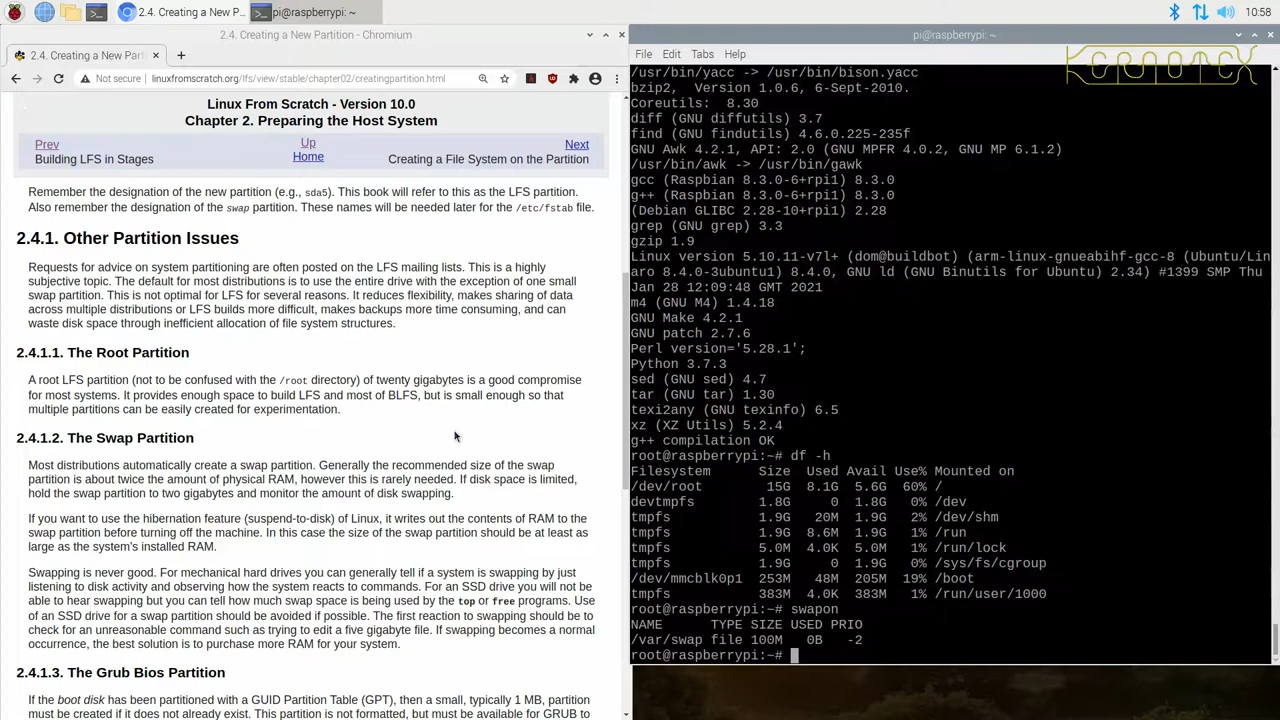 2.4. Creating a New P...
pi@raspberrypi: ~
10:58
2.4. Creating a New Partition - Chromium
2.4. Creating a New Parti
Not secure
linuxfromscratch.org/lfs/view/stable/chapter02/creatingpartition.html
Linux From Scratch - Version 10.0
Chapter 2. Preparing the Host System
Prev
Up
Next
Building LFS in Stages
Home
Creating a File System on the Partition
Remember the designation of the new partition (e.g., sda5). This book will refer to this as the LFS partition.
Also remember the designation of the swap partition. These names will be needed later for the /etc/fstab file.
2.4.1. Other Partition Issues
Requests for advice on system partitioning are often posted on the LFS mailing lists. This is a highly
subjective topic. The default for most distributions is to use the entire drive with the exception of one small
swap partition. This is not optimal for LFS for several reasons. It reduces flexibility, makes sharing of data
across multiple distributions or LFS builds more difficult, makes backups more time consuming, and can
waste disk space through inefficient allocation of file system structures.
2.4.1.1. The Root Partition
A root LFS partition (not to be confused with the /root directory) of twenty gigabytes is a good compromise
for most systems. It provides enough space to build LFS and most of BLFS, but is small enough so that
multiple partitions can be easily created for experimentation.
2.4.1.2. The Swap Partition
Most distributions automatically create a swap partition. Generally the recommended size of the swap
partition is about twice the amount of physical RAM, however this is rarely needed. If disk space is limited,
hold the swap partition to two gigabytes and monitor the amount of disk swapping.
If you want to use the hibernation feature (suspend-to-disk) of Linux, it writes out the contents of RAM to the
swap partition before turning off the machine. In this case the size of the swap partition should be at least as
large as the system's installed RAM.
Swapping is never good. For mechanical hard drives you can generally tell if a system is swapping by just
listening to disk activity and observing how the system reacts to commands. For an SSD drive you will not be
able to hear swapping but you can tell how much swap space is being used by the top or free programs. Use
of an SSD drive for a swap partition should be avoided if possible. The first reaction to swapping should be to
check for an unreasonable command such as trying to edit a five gigabyte file. If swapping becomes a normal
occurrence, the best solution is to purchase more RAM for your system.
2.4.1.3. The Grub Bios Partition
If the boot disk has been partitioned with a GUID Partition Table (GPT), then a small, typically 1 MB, partition
must be created if it does not already exist. This partition is not formatted, but must be available for GRUB to
pi@raspberrypi: ~
File Edit Tabs Help
/usr/bin/yacc -> /usr/bin/bison.yacc
bzip2,  Version 1.0.6, 6-Sept-2010.
Coreutils:  8.30
diff (GNU diffutils) 3.7
find (GNU findutils) 4.6.0.225-235f
GNU Awk 4.2.1, API: 2.0 (GNU MPFR 4.0.2, GNU MP 6.1.2)
/usr/bin/awk -> /usr/bin/gawk
gcc (Raspbian 8.3.0-6+rpi1) 8.3.0
g++ (Raspbian 8.3.0-6+rpi1) 8.3.0
(Debian GLIBC 2.28-10+rpi1) 2.28
grep (GNU grep) 3.3
gzip 1.9
Linux version 5.10.11-v7l+ (dom@buildbot) (arm-linux-gnueabihf-gcc-8 (Ubuntu/Lin
aro 8.4.0-3ubuntu1) 8.4.0, GNU ld (GNU Binutils for Ubuntu) 2.34) #1399 SMP Thu
Jan 28 12:09:48 GMT 2021
m4 (GNU M4) 1.4.18
GNU Make 4.2.1
GNU patch 2.7.6
Perl version='5.28.1';
Python 3.7.3
sed (GNU sed) 4.7
tar (GNU tar) 1.30
texi2any (GNU texinfo) 6.5
xz (XZ Utils) 5.2.4
g++ compilation OK
root@raspberrypi:~# df -h
Filesystem      Size  Used Avail Use% Mounted on
/dev/root        15G  8.1G  5.6G  60% /
devtmpfs        1.8G     0  1.8G   0% /dev
tmpfs           1.9G   20M  1.9G   2% /dev/shm
tmpfs           1.9G  8.6M  1.9G   1% /run
tmpfs           5.0M  4.0K  5.0M   1% /run/lock
tmpfs           1.9G     0  1.9G   0% /sys/fs/cgroup
/dev/mmcblk0p1  253M   48M  205M  19% /boot
tmpfs           383M  4.0K  383M   1% /run/user/1000
root@raspberrypi:~# swapon
NAME      TYPE SIZE USED PRIO
/var/swap file 100M   0B   -2
root@raspberrypi:~#